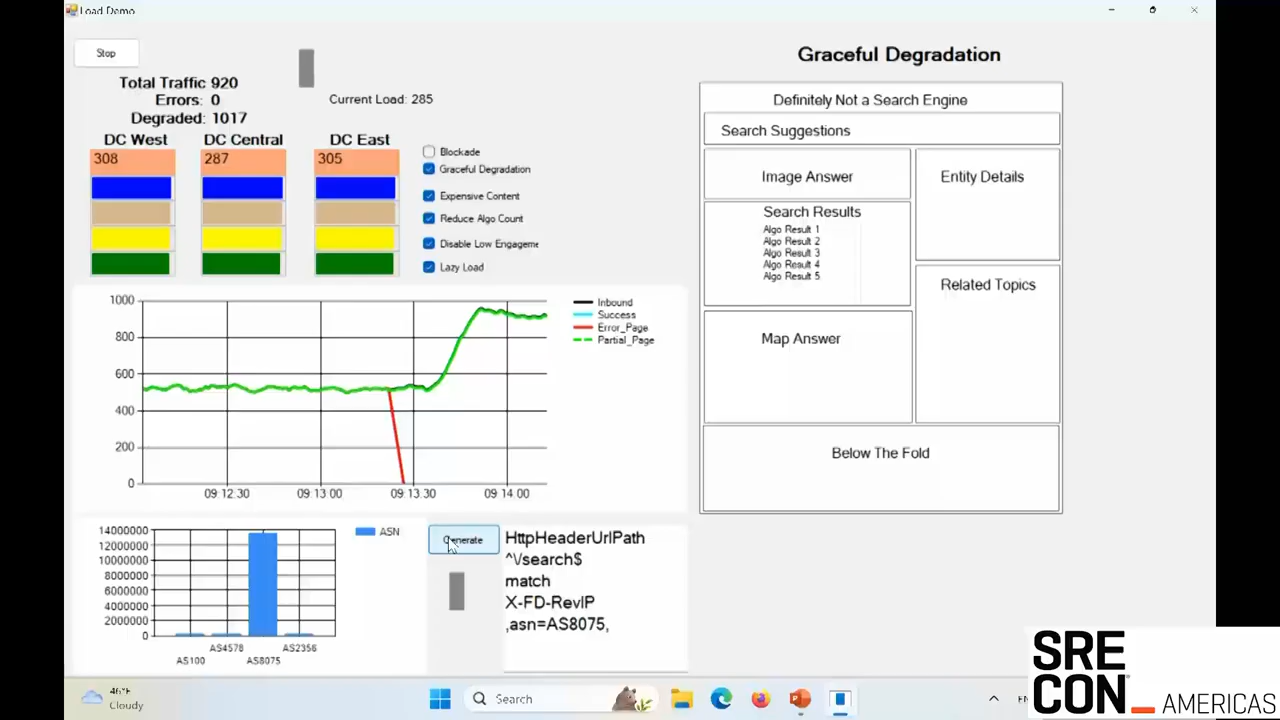 Load Demo
Stop
Total Traffic 920
Errors: 0
Degraded: 1017
Current Load: 285
DC West
DC Central
DC East
308
287
305
Blockade
Graceful Degradation
Expensive Content
Reduce Algo Count
Disable Low Engageme
Lazy Load
1000
800
600
400
200
0
09:12:30
09:13:00
09:13:30
09:14:00
Inbound
Success
Error_Page
Partial_Page
14000000
12000000
10000000
8000000
6000000
4000000
2000000
0
AS100
AS4578
AS8075
AS2356
ASN
Generate
HttpHeaderUrlPath
^\/search$
match
X-FD-RevIP
,asn=AS8075,
Graceful Degradation
Definitely Not a Search Engine
Search Suggestions
Image Answer
Entity Details
Search Results
Algo Result 1
Algo Result 2
Algo Result 3
Algo Result 4
Algo Result 5
Related Topics
Map Answer
Below The Fold
46°F
Cloudy
Search
SRE
CON
AMERICAS